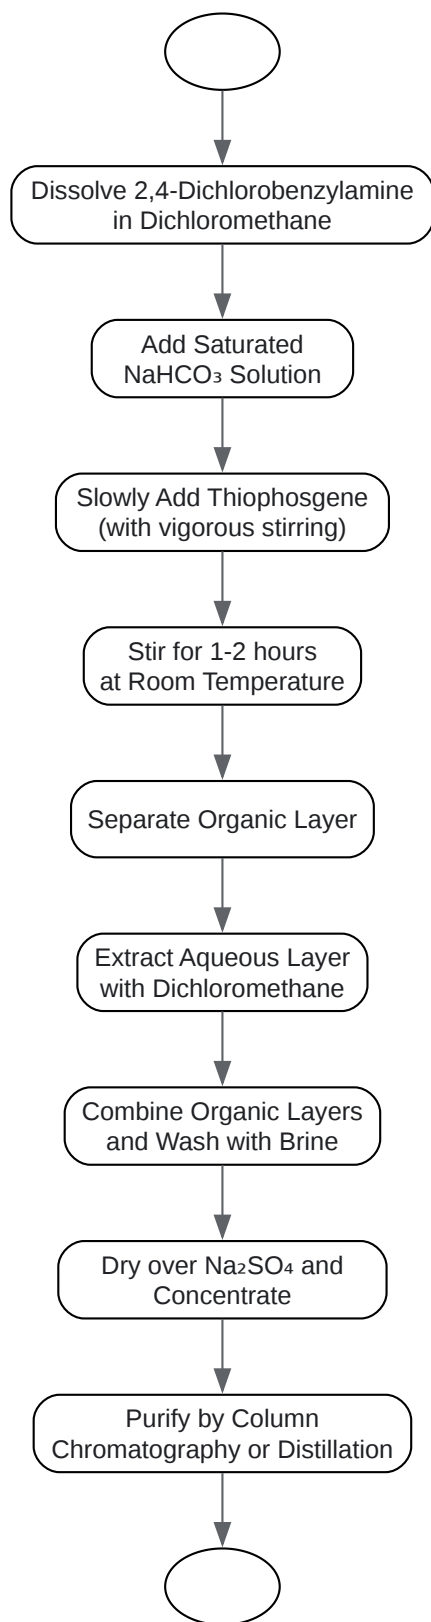 Dissolve 2,4-Dichlorobenzylamine
in Dichloromethane
Add Saturated
NaHCO₃ Solution
Slowly Add Thiophosgene
(with vigorous stirring)
Stir for 1-2 hours
at Room Temperature
Separate Organic Layer
Extract Aqueous Layer
with Dichloromethane
Combine Organic Layers
and Wash with Brine
Dry over Na₂SO₄ and
Concentrate
Purify by Column
Chromatography or Distillation